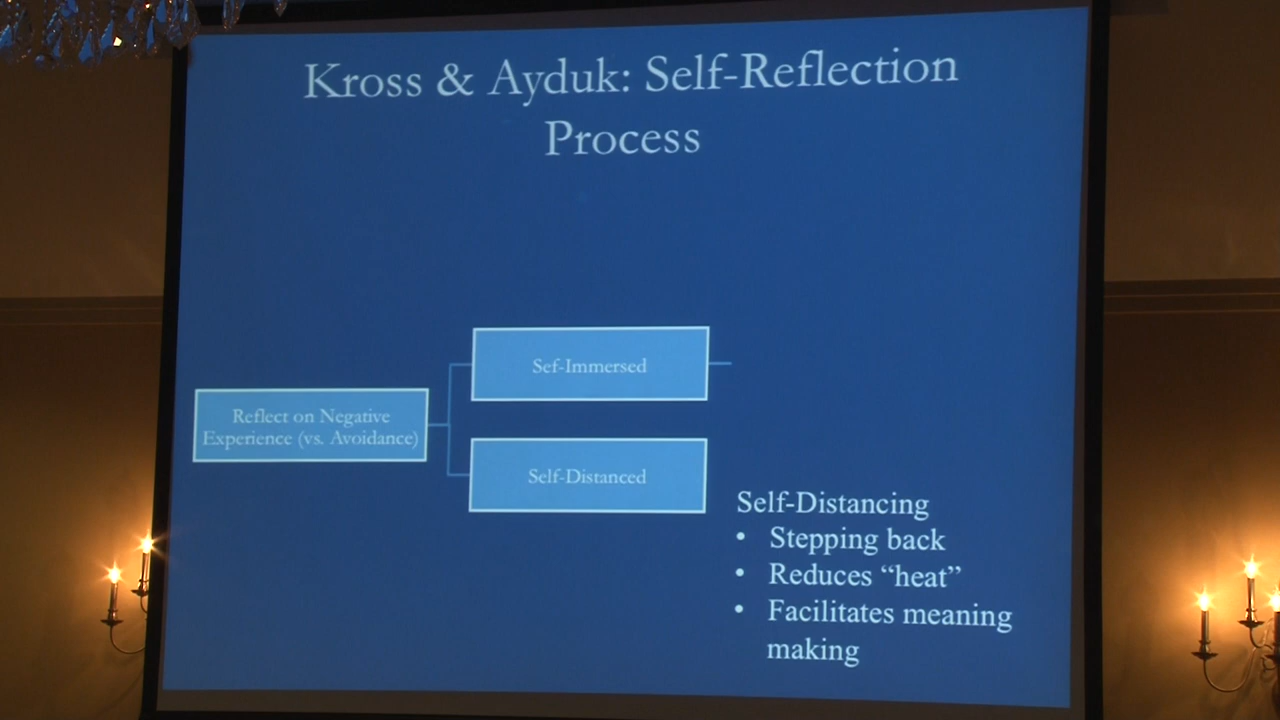 Kross & Ayduk: Self-Reflection
Process
Reflect on Negative
Experience (vs. Avoidance)
Sef-Immersed
Self-Distanced
Self-Distancing
• Stepping back
• Reduces “heat”
• Facilitates meaning
making